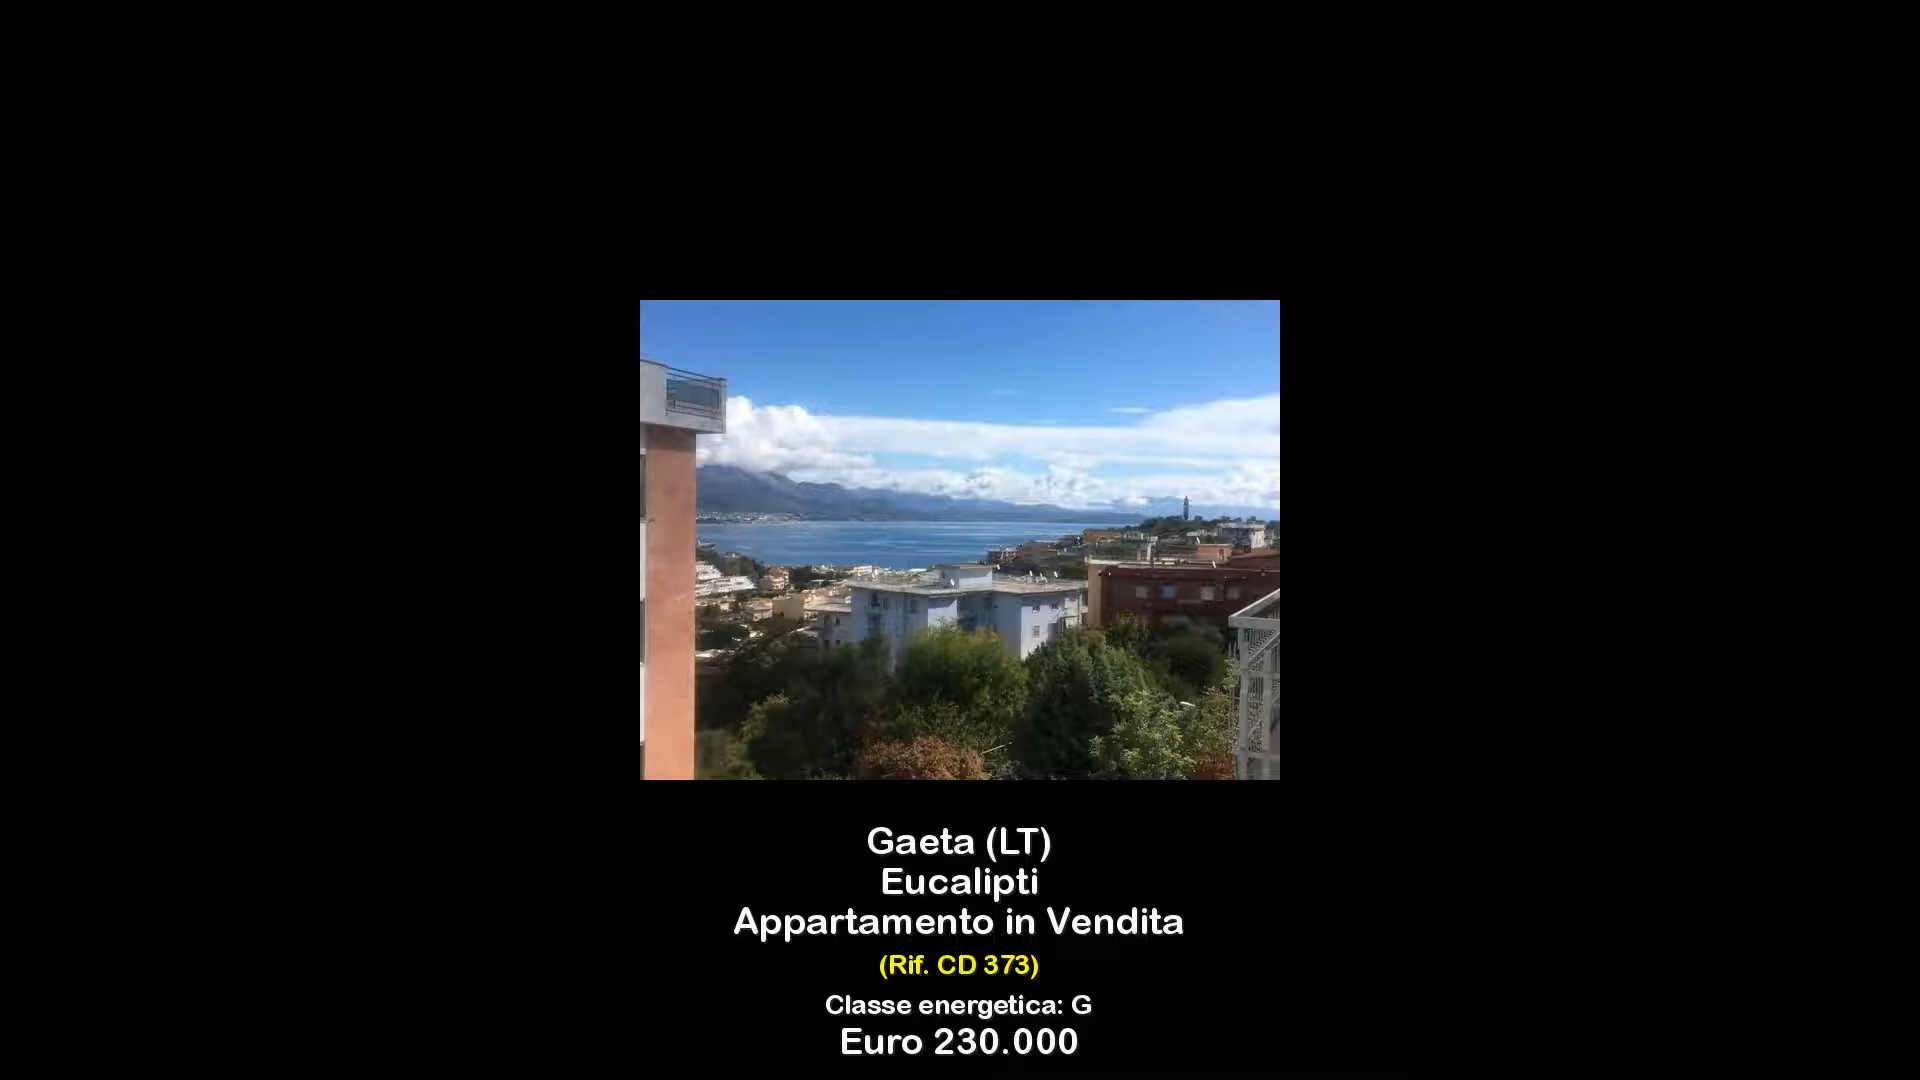 Gaeta (LT)
Eucalipti
Appartamento in Vendita
(Rif. CD 373)
Classe energetica: G
Euro 230.000